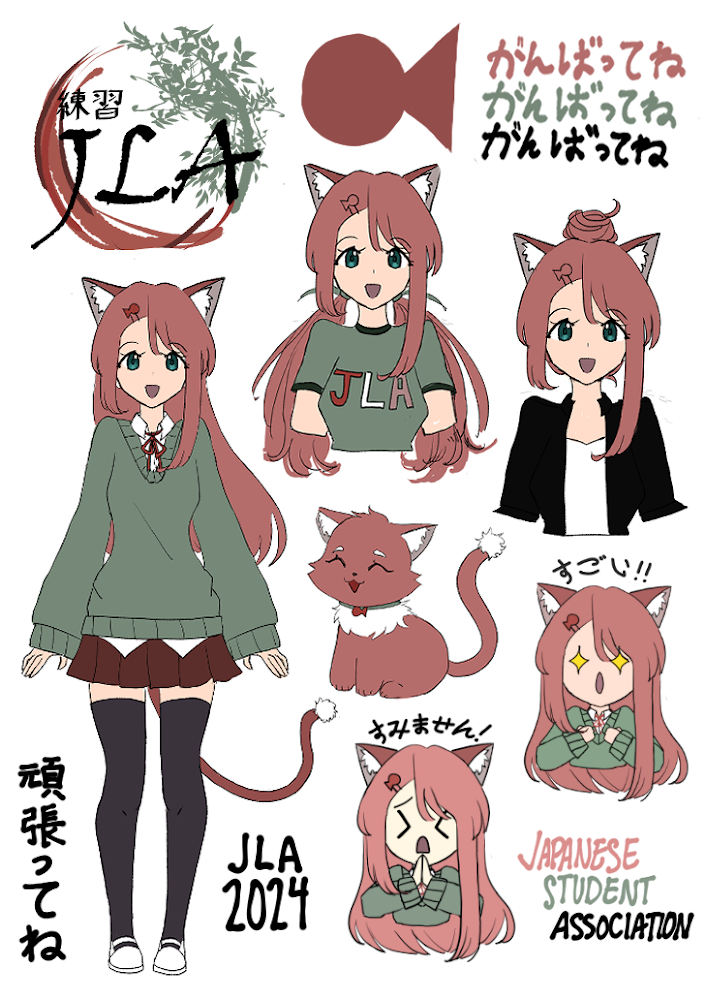 練習
JLA
がんばってね
がんばってね
がんばってね
JLA
すごい!!
すみません!
頑張ってね
JLA
2024
JAPANESE
STUDENT
ASSOCIATION